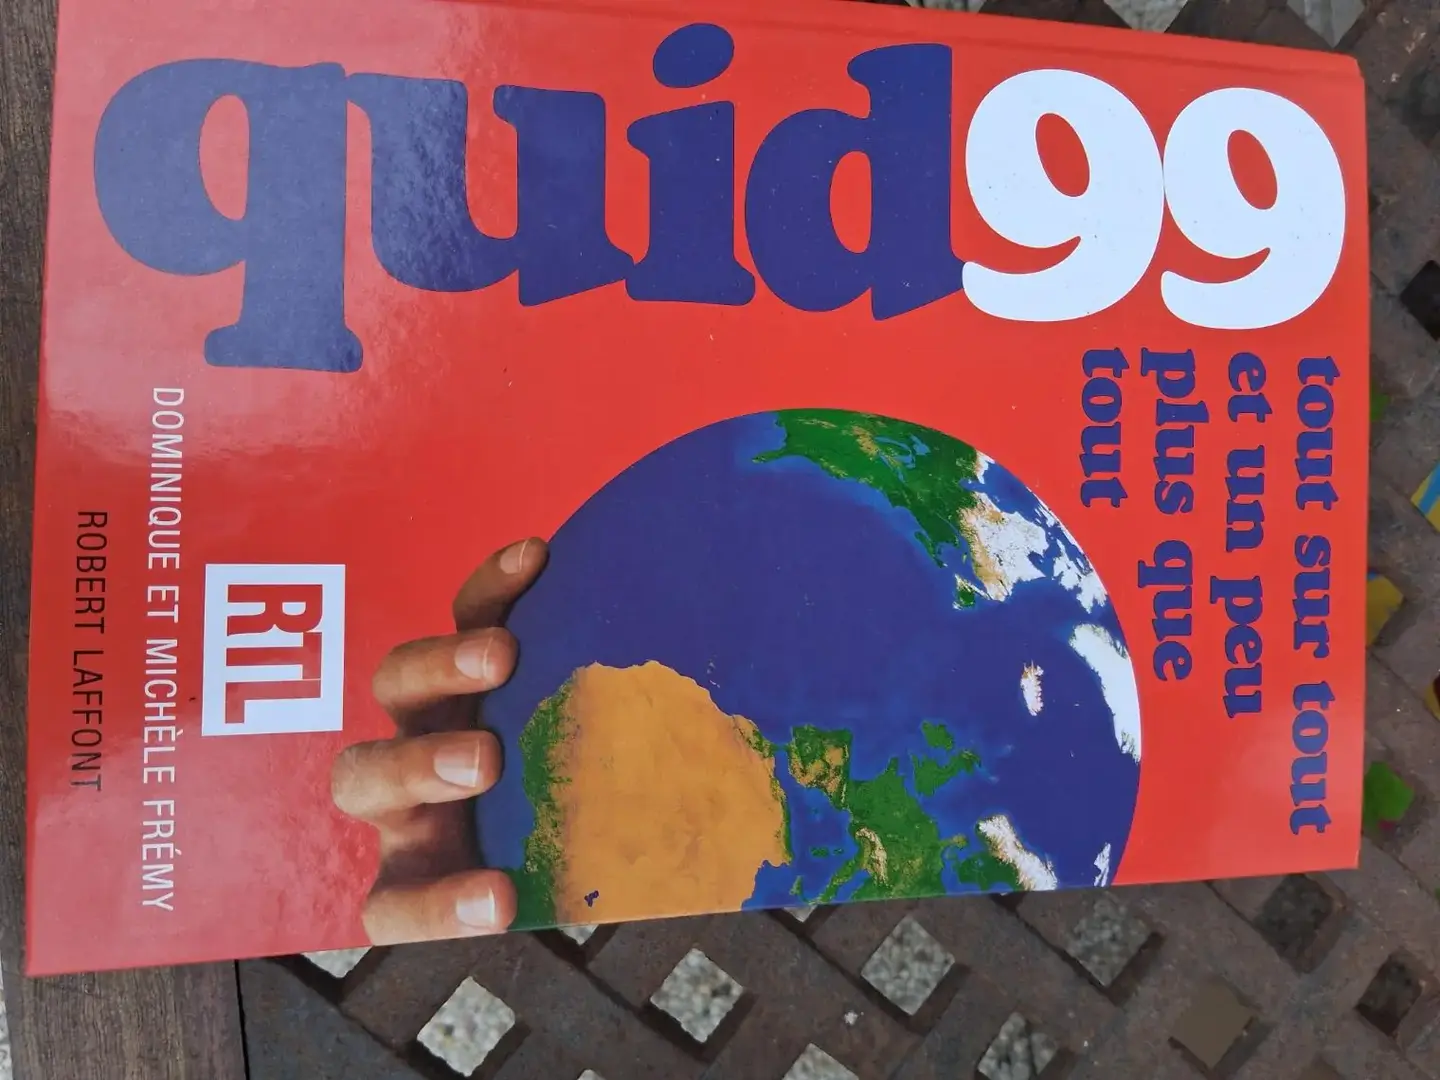 quid99
tout sur tout
et un peu
plus que
tout
RTL
DOMINIQUE ET MICHÈLE FRÉMY
ROBERT LAFFONT